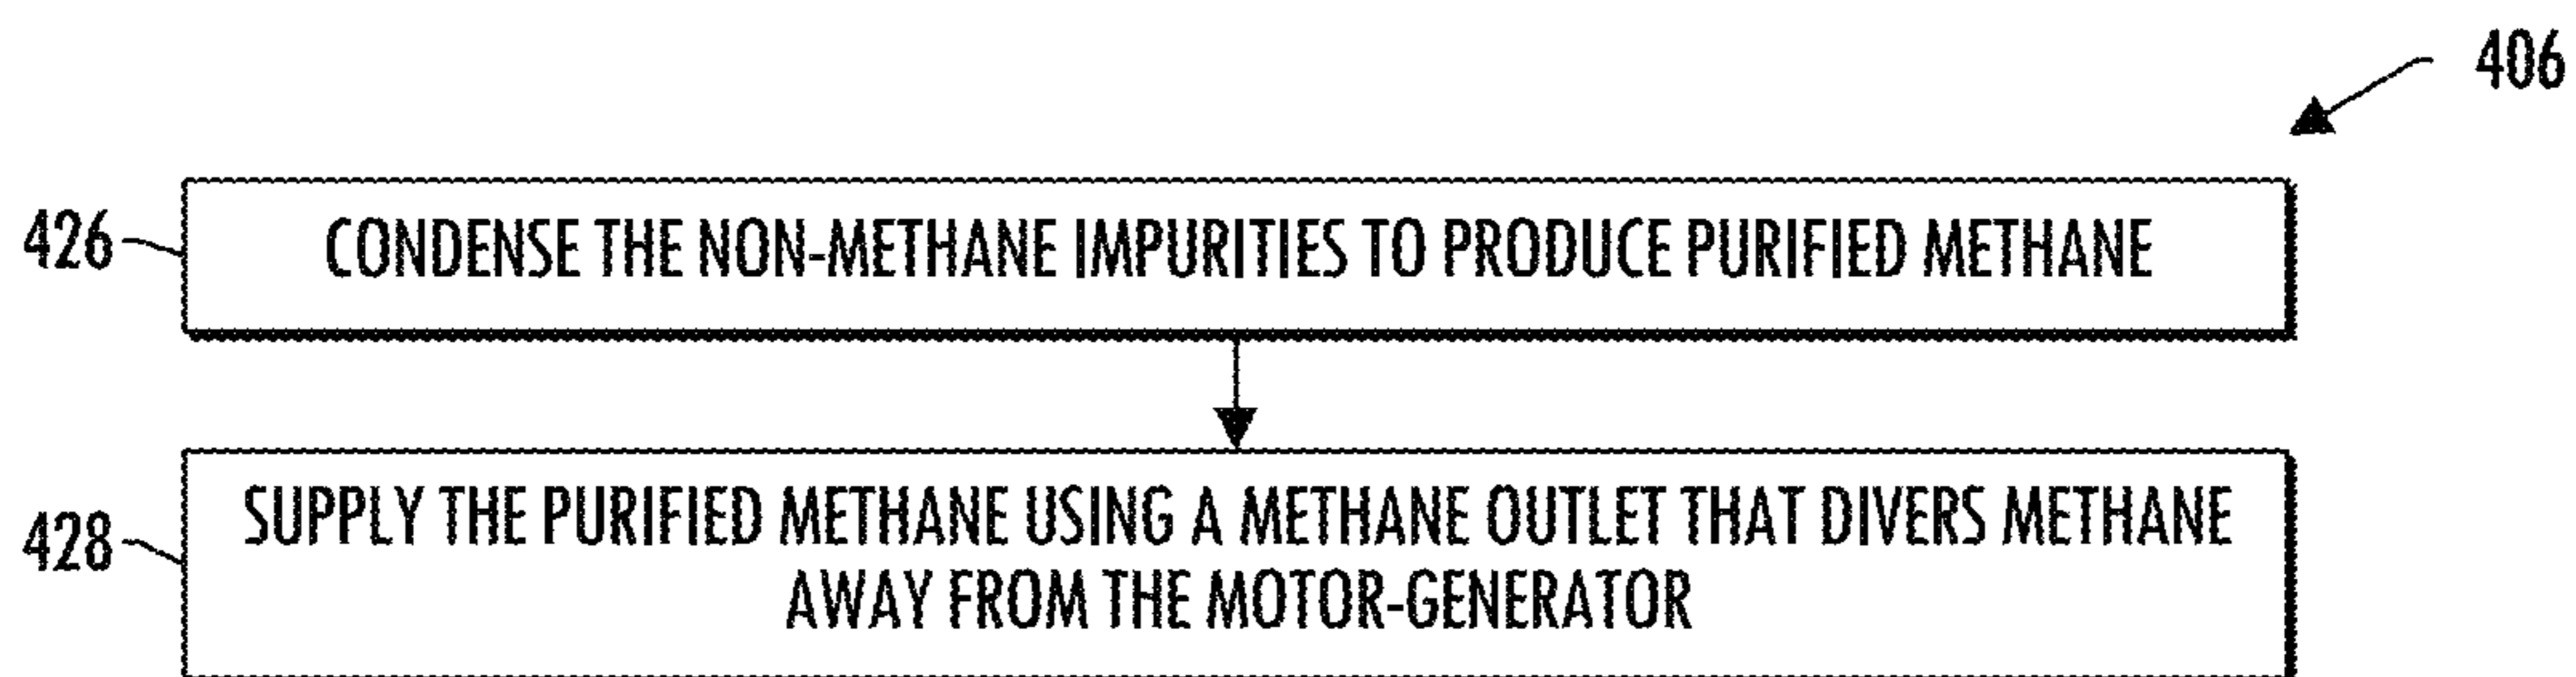 406
426
CONDENSE THE NON-METHANE IMPURITIES TO PRODUCE PURIFIED METHANE
428
SUPPLY THE PURIFIED METHANE USING A METHANE OUTLET THAT DIVERS METHANE
AWAY FROM THE MOTOR-GENERATOR